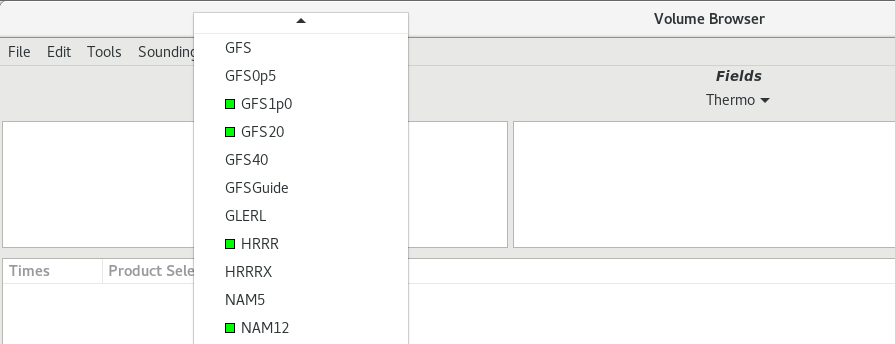 Volume Browser
File Edit Tools Sounding
Fields
Thermo
GFS
GFS0p5
GFS1p0
GFS20
GFS40
GFSGuide
GLERL
HRRR
HRRRX
NAM5
NAM12
Times Product Sele